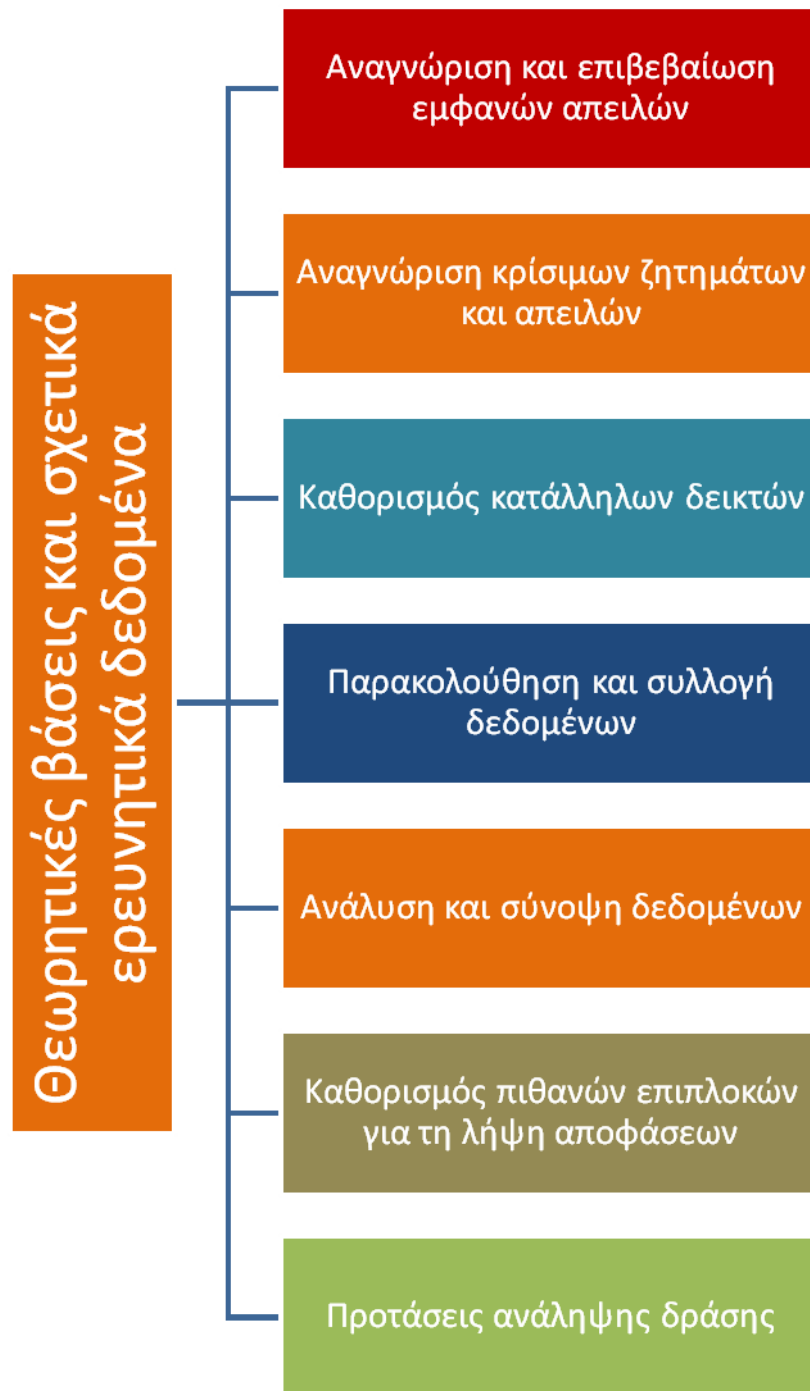 Θεωρητικές βάσεις και σχετικά
ερευνητικά δεδομένα
Αναγνώριση και επιβεβαίωση
εμφανών απειλών
Αναγνώριση κρίσιμων ζητημάτων
και απειλών
Καθορισμός κατάλληλων δεικτών
Παρακολούθηση και συλλογή
δεδομένων
Ανάλυση και σύνοψη δεδομένων
Καθορισμός πιθανών επιπλοκών
για τη λήψη αποφάσεων
Προτάσεις ανάληψης δράσης